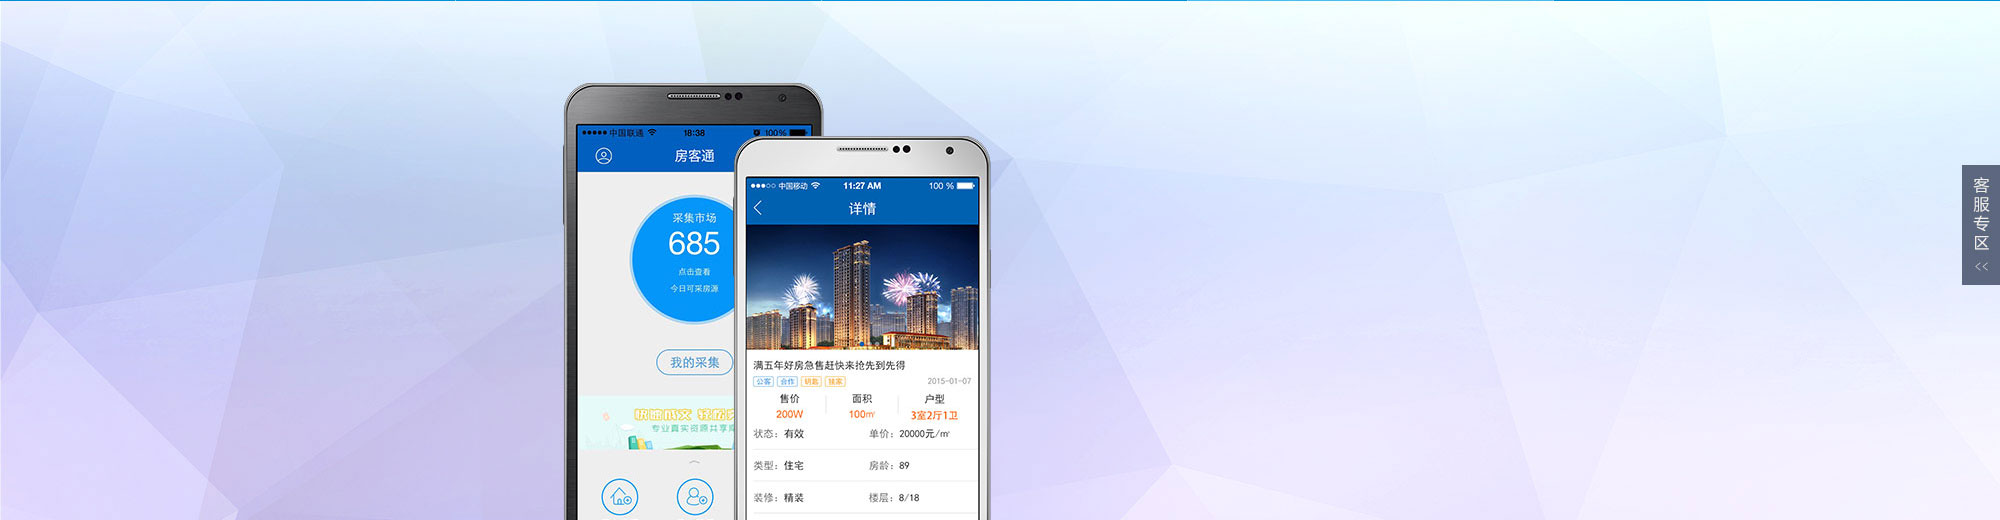 中国联通 18:38 100%
房客通
采集市场
685
点击查看
今日可采房源
我的采集
专业真实资源共享
中国移动 11:27 AM 100 %
详情
满五年好房急售赶快来抢先到先得
公客 合作 钥匙 独家 2015-01-07
售价 面积 户型
200W 100㎡ 3室2厅1卫
状态：有效 单价：20000元/㎡
类型：住宅 房龄：89
装修：精装 楼层：8/18
客服专区
<<